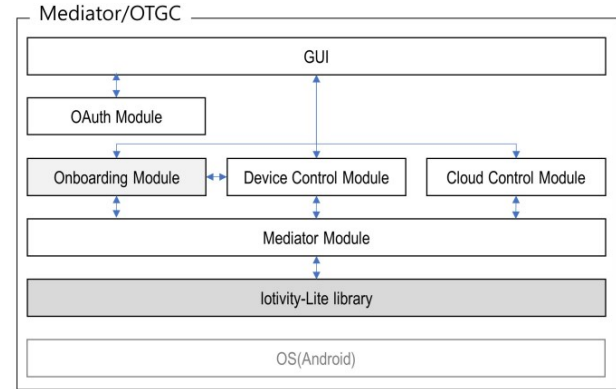 Mediator/OTGC
GUI
OAuth Module
Onboarding Module
Device Control Module
Cloud Control Module
Mediator Module
Iotivity-Lite library
OS(Android)